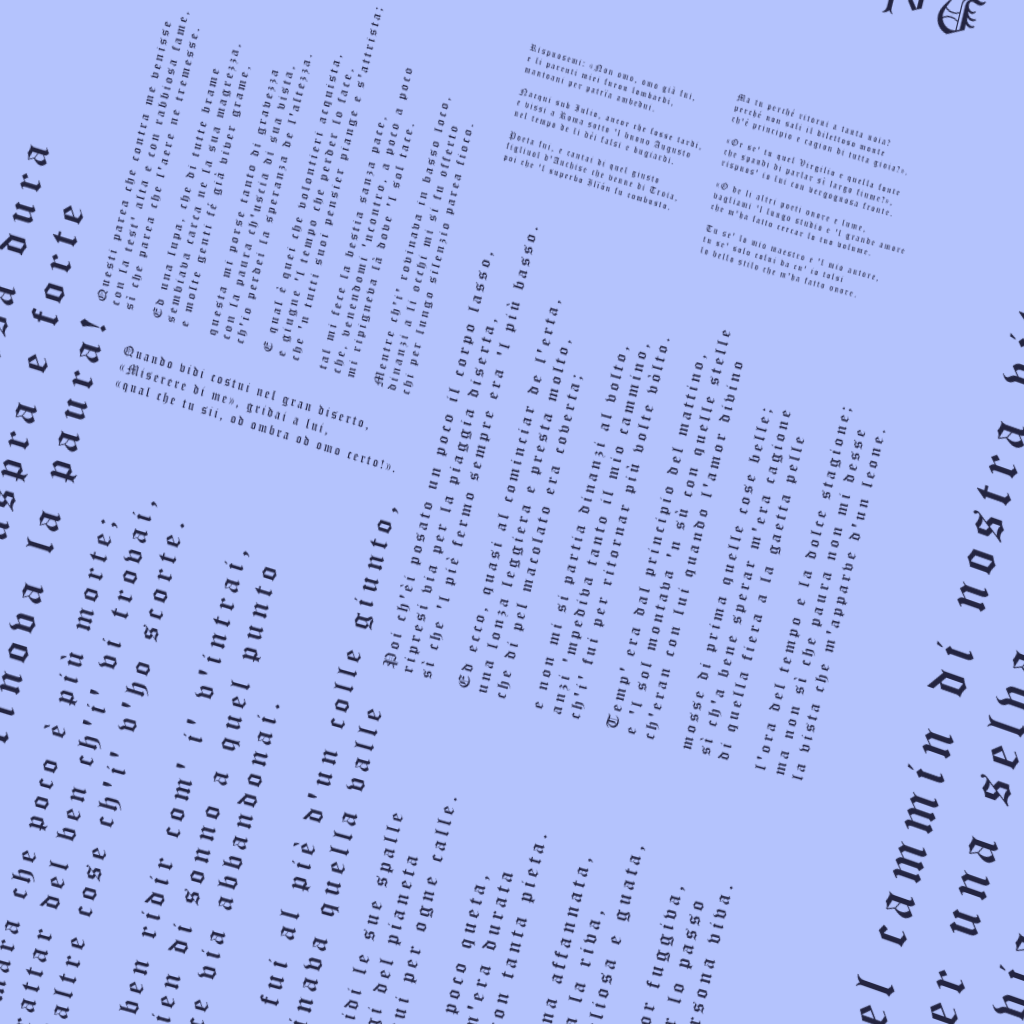 cammin di nostra
una selva
dura
aspra e forte
rinova la paura!
che poco è più morte;
del ben ch'i' vi trovai,
altre cose ch'i' v'ho scorte.
ben ridir com' i' v'intrai,
di sonno a quel punto
via abbandonai.
fui al piè d'un colle giunto,
quella valle
le sue spalle
del pianeta
per ogne calle.
poco queta,
m'era durata
con tanta pieta.
affannata,
a la riva,
e guata,
fuggiva,
lo passo
viva.
Poi ch'èi posato un poco il corpo lasso,
ripresi via per la piaggia diserta,
sì che 'l piè fermo sempre era 'l più basso.
Ed ecco, quasi al cominciar de l'erta,
una lonza leggiera e presta molto,
che di pel macolato era coverta;
e non mi si partia dinanzi al volto,
anzi 'mpediva tanto il mio cammino,
ch'i' fui per ritornar più volte vòlto.
Temp' era dal principio del mattino,
e 'l sol montava 'n sù con quelle stelle
ch'eran con lui quando l'amor divino
mosse di prima quelle cose belle;
sì ch'a bene sperar m'era cagione
di quella fiera a la gaetta pelle
l'ora del tempo e la dolce stagione;
ma non sì che paura non mi desse
la vista che m'apparve d'un leone.
Questi parea che contra me venisse
con la test' alta e con rabbiosa fame,
sì che parea che l'aere ne tremesse.
Ed una lupa, che di tutte brame
sembiava carca ne la sua magrezza,
e molte genti fé già viver grame,
questa mi porse tanto di gravezza
con la paura ch'uscia di sua vista,
ch'io perdei la speranza de l'altezza.
E qual è quei che volontieri acquista,
e giugne 'l tempo che perder lo face,
che 'n tutti suoi pensier piange e s'attrista;
tal mi fece la bestia sanza pace,
che, venendomi 'ncontro, a poco a poco
mi ripigneva là dove 'l sol tace.
Mentre ch'i' rovinava in basso loco,
dinanzi a li occhi mi si fu offerto
chi per lungo silenzio parea fioco.
Quando vidi costui nel gran diserto,
«Miserere di me», gridai a lui,
«qual che tu sii, od ombra od omo certo!».
Rispuosemi: «Non omo, omo già fui,
e li parenti miei furon lombardi,
mantoani per patrïa ambedui.
Nacqui sub Iulio, ancor che fosse tardi,
e vissi a Roma sotto 'l buono Augusto
nel tempo de li dèi falsi e bugiardi.
Poeta fui, e cantai di quel giusto
figliuol d'Anchise che venne di Troia,
poi che 'l superbo Ilïón fu combusto.
Ma tu perché ritorni a tanta noia?
perché non sali il dilettoso monte
ch'è principio e cagion di tutta gioia?».
«Or se' tu quel Virgilio e quella fonte
che spandi di parlar sì largo fiume?»,
rispuos' io lui con vergognosa fronte.
«O de li altri poeti onore e lume,
vagliami 'l lungo studio e 'l grande amore
che m'ha fatto cercar lo tuo volume.
Tu se' lo mio maestro e 'l mio autore,
tu se' solo colui da cu' io tolsi
lo bello stilo che m'ha fatto onore.